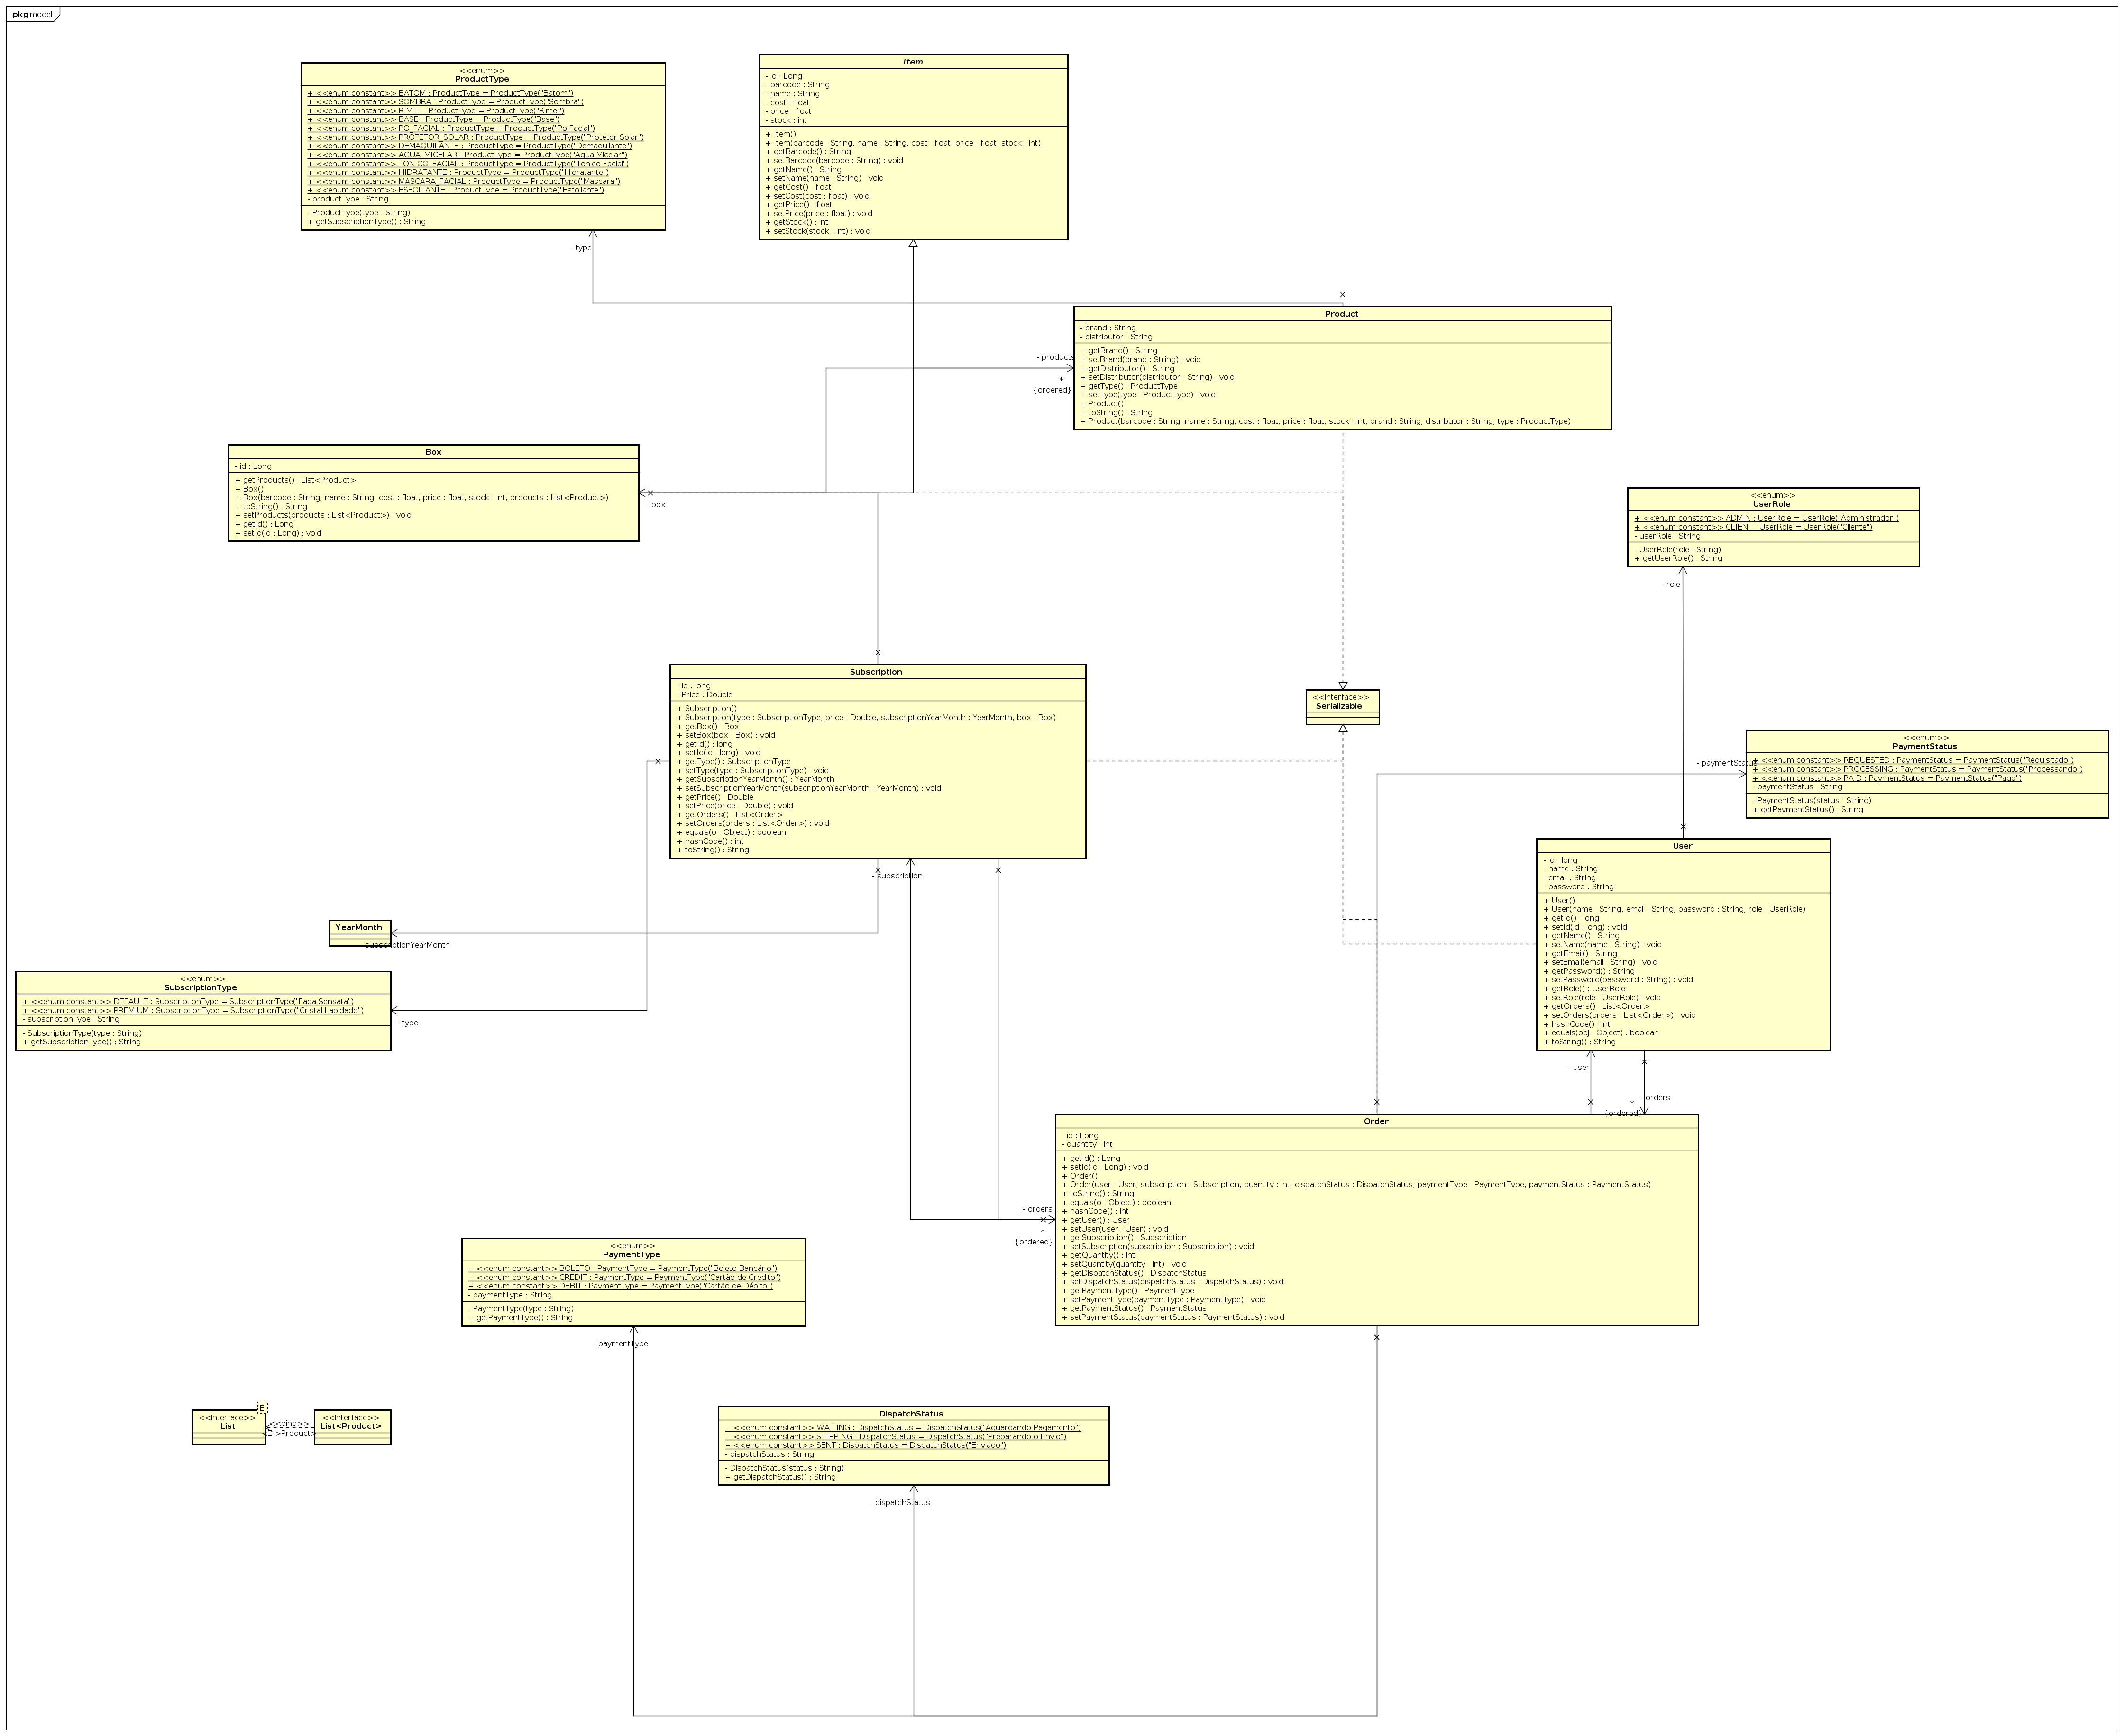 pkg model
<<enum>>
ProductType
+ <<enum constant>> BATOM : ProductType = ProductType("Batom")
+ <<enum constant>> SOMBRA : ProductType = ProductType("Sombra")
+ <<enum constant>> RIMEL : ProductType = ProductType("Rimel")
+ <<enum constant>> BASE : ProductType = ProductType("Base")
+ <<enum constant>> PO_FACIAL : ProductType = ProductType("Po Facial")
+ <<enum constant>> PROTETOR_SOLAR : ProductType = ProductType("Protetor Solar")
+ <<enum constant>> DEMAQUILANTE : ProductType = ProductType("Demaquilante")
+ <<enum constant>> AGUA_MICELAR : ProductType = ProductType("Agua Micelar")
+ <<enum constant>> TONICO_FACIAL : ProductType = ProductType("Tonico Facial")
+ <<enum constant>> HIDRATANTE : ProductType = ProductType("Hidratante")
+ <<enum constant>> MASCARA_FACIAL : ProductType = ProductType("Mascara")
+ <<enum constant>> ESFOLIANTE : ProductType = ProductType("Esfoliante")
- productType : String
- ProductType(type : String)
+ getSubscriptionType() : String
Item
- id : Long
- barcode : String
- name : String
- cost : float
- price : float
- stock : int
+ Item()
+ Item(barcode : String, name : String, cost : float, price : float, stock : int)
+ getBarcode() : String
+ setBarcode(barcode : String) : void
+ getName() : String
+ setName(name : String) : void
+ getCost() : float
+ setCost(cost : float) : void
+ getPrice() : float
+ setPrice(price : float) : void
+ getStock() : int
+ setStock(stock : int) : void
- type
Product
- brand : String
- distributor : String
+ getBrand() : String
+ setBrand(brand : String) : void
+ getDistributor() : String
+ setDistributor(distributor : String) : void
+ getType() : ProductType
+ setType(type : ProductType) : void
+ Product()
+ toString() : String
+ Product(barcode : String, name : String, cost : float, price : float, stock : int, brand : String, distributor : String, type : ProductType)
- products
+
{ordered}
Box
- id : Long
+ getProducts() : List<Product>
+ Box()
+ Box(barcode : String, name : String, cost : float, price : float, stock : int, products : List<Product>)
+ toString() : String
+ setProducts(products : List<Product>) : void
+ getId() : Long
+ setId(id : Long) : void
- box
<<enum>>
UserRole
+ <<enum constant>> ADMIN : UserRole = UserRole("Administrador")
+ <<enum constant>> CLIENT : UserRole = UserRole("Cliente")
- userRole : String
- UserRole(role : String)
+ getUserRole() : String
- role
Subscription
- id : long
- Price : Double
+ Subscription()
+ Subscription(type : SubscriptionType, price : Double, subscriptionYearMonth : YearMonth, box : Box)
+ getBox() : Box
+ setBox(box : Box) : void
+ getId() : long
+ setId(id : long) : void
+ getType() : SubscriptionType
+ setType(type : SubscriptionType) : void
+ getSubscriptionYearMonth() : YearMonth
+ setSubscriptionYearMonth(subscriptionYearMonth : YearMonth) : void
+ getPrice() : Double
+ setPrice(price : Double) : void
+ getOrders() : List<Order>
+ setOrders(orders : List<Order>) : void
+ equals(o : Object) : boolean
+ hashCode() : int
+ toString() : String
<<interface>>
Serializable
<<enum>>
PaymentStatus
- paymentStatus
+ <<enum constant>> REQUESTED : PaymentStatus = PaymentStatus("Requisitado")
+ <<enum constant>> PROCESSING : PaymentStatus = PaymentStatus("Processando")
+ <<enum constant>> PAID : PaymentStatus = PaymentStatus("Pago")
- paymentStatus : String
- PaymentStatus(status : String)
+ getPaymentStatus() : String
User
- id : long
- name : String
- email : String
- password : String
+ User()
+ User(name : String, email : String, password : String, role : UserRole)
+ getId() : long
+ setId(id : long) : void
+ getName() : String
+ setName(name : String) : void
+ getEmail() : String
+ setEmail(email : String) : void
+ getPassword() : String
+ setPassword(password : String) : void
+ getRole() : UserRole
+ setRole(role : UserRole) : void
+ getOrders() : List<Order>
+ setOrders(orders : List<Order>) : void
+ hashCode() : int
+ equals(obj : Object) : boolean
+ toString() : String
- subscription
YearMonth
- subscriptionYearMonth
<<enum>>
SubscriptionType
+ <<enum constant>> DEFAULT : SubscriptionType = SubscriptionType("Fada Sensata")
+ <<enum constant>> PREMIUM : SubscriptionType = SubscriptionType("Cristal Lapidado")
- subscriptionType : String
- SubscriptionType(type : String)
+ getSubscriptionType() : String
- type
- user
- orders
+
{ordered}
Order
- id : Long
- quantity : int
+ getId() : Long
+ setId(id : Long) : void
+ Order()
+ Order(user : User, subscription : Subscription, quantity : int, dispatchStatus : DispatchStatus, paymentType : PaymentType, paymentStatus : PaymentStatus)
+ toString() : String
+ equals(o : Object) : boolean
+ hashCode() : int
+ getUser() : User
+ setUser(user : User) : void
+ getSubscription() : Subscription
+ setSubscription(subscription : Subscription) : void
+ getQuantity() : int
+ setQuantity(quantity : int) : void
+ getDispatchStatus() : DispatchStatus
+ setDispatchStatus(dispatchStatus : DispatchStatus) : void
+ getPaymentType() : PaymentType
+ setPaymentType(paymentType : PaymentType) : void
+ getPaymentStatus() : PaymentStatus
+ setPaymentStatus(paymentStatus : PaymentStatus) : void
- orders
+
{ordered}
<<enum>>
PaymentType
+ <<enum constant>> BOLETO : PaymentType = PaymentType("Boleto Bancário")
+ <<enum constant>> CREDIT : PaymentType = PaymentType("Cartão de Crédito")
+ <<enum constant>> DEBIT : PaymentType = PaymentType("Cartão de Débito")
- paymentType : String
- PaymentType(type : String)
+ getPaymentType() : String
- paymentType
E
<<interface>>
List
<<bind>>
<E->Product>
<<interface>>
List<Product>
DispatchStatus
+ <<enum constant>> WAITING : DispatchStatus = DispatchStatus("Aguardando Pagamento")
+ <<enum constant>> SHIPPING : DispatchStatus = DispatchStatus("Preparando o Envio")
+ <<enum constant>> SENT : DispatchStatus = DispatchStatus("Enviado")
- dispatchStatus : String
- DispatchStatus(status : String)
+ getDispatchStatus() : String
- dispatchStatus